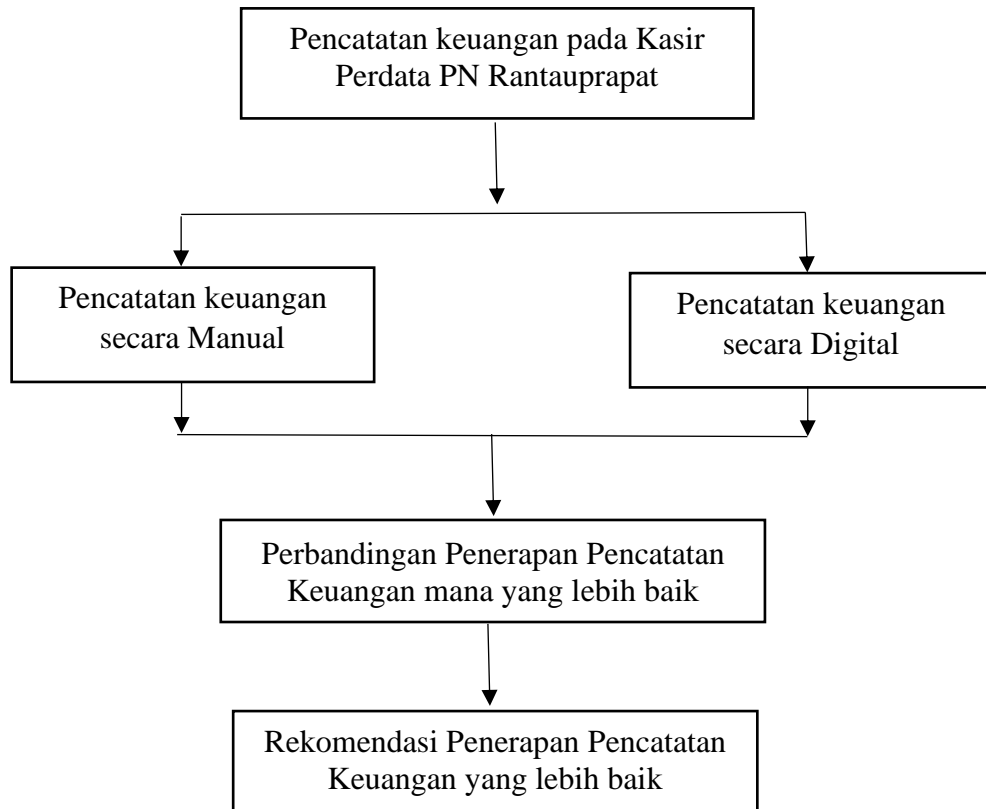 Pencatatan keuangan pada Kasir
Perdata PN Rantauprapat
Pencatatan keuangan
secara Manual
Pencatatan keuangan
secara Digital
Perbandingan Penerapan Pencatatan
Keuangan mana yang lebih baik
Rekomendasi Penerapan Pencatatan
Keuangan yang lebih baik